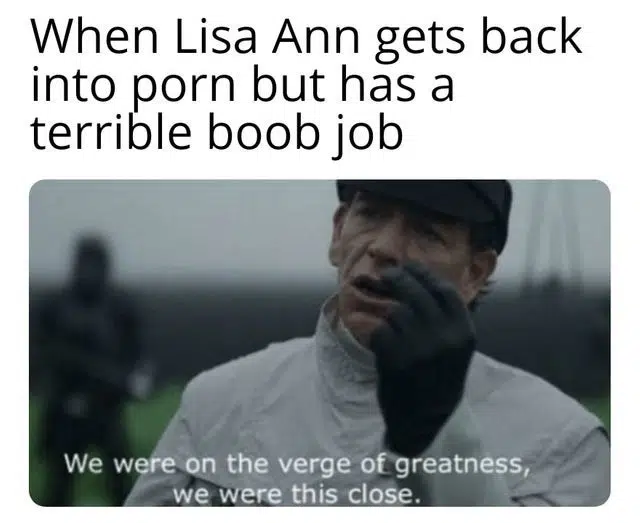 When Lisa Ann gets back
into porn but has a
terrible boob job
We were on the verge of greatness,
we were this close.